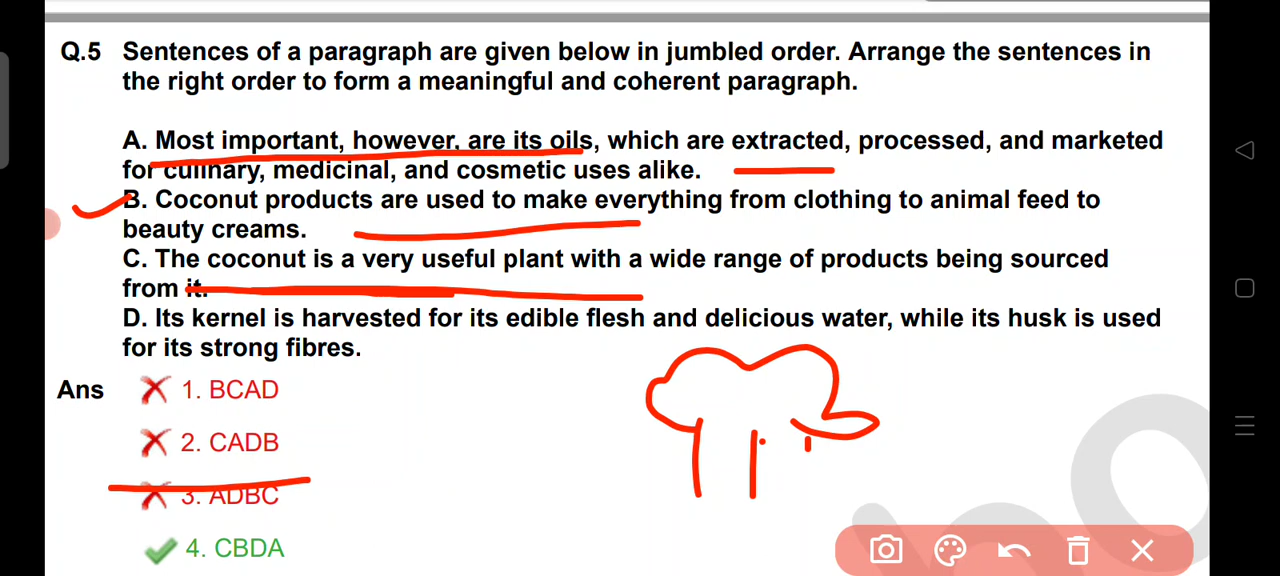 Q.5 Sentences of a paragraph are given below in jumbled order. Arrange the sentences in
the right order to form a meaningful and coherent paragraph.
A. Most important, however, are its oils, which are extracted, processed, and marketed
for culinary, medicinal, and cosmetic uses alike.
B. Coconut products are used to make everything from clothing to animal feed to
beauty creams.
C. The coconut is a very useful plant with a wide range of products being sourced
from it.
D. Its kernel is harvested for its edible flesh and delicious water, while its husk is used
for its strong fibres.
Ans 1. BCAD
2. CADB
3. ADBC
4. CBDA